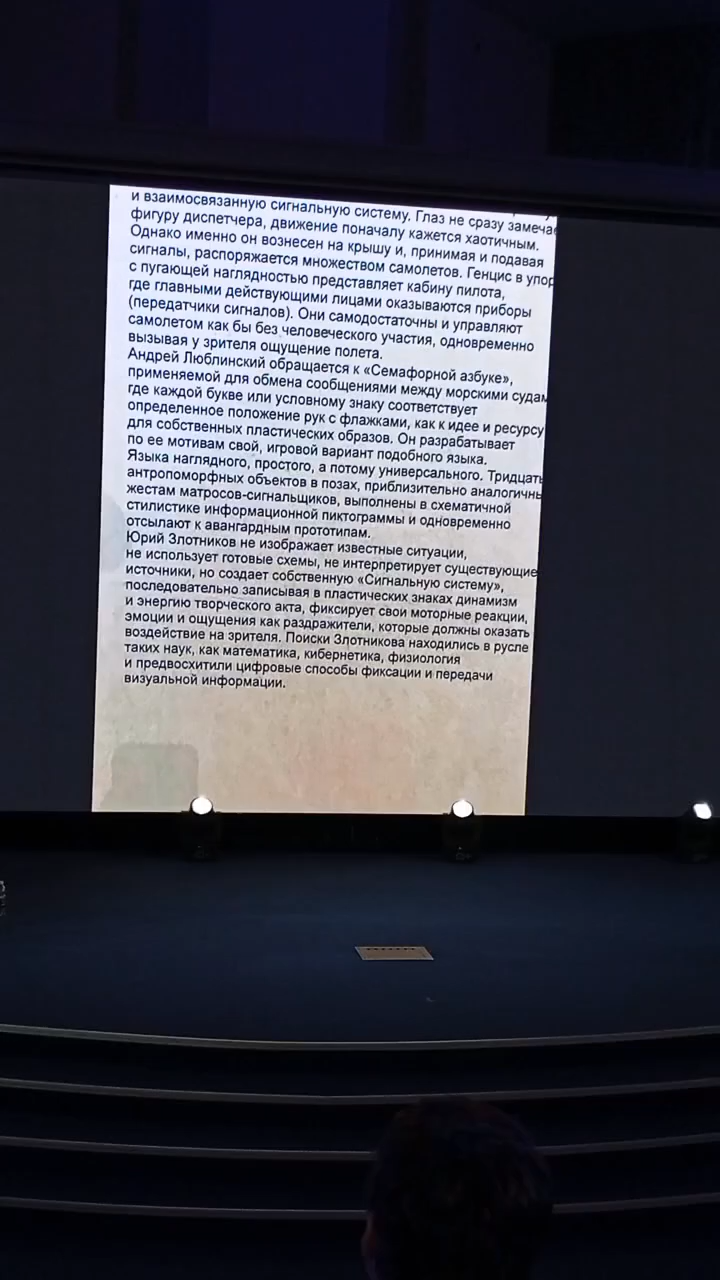 и взаимосвязанную сигнальную систему. Глаз не сразу замечае
фигуру диспетчера, движение поначалу кажется хаотичным.
Однако именно он вознесен на крышу и, принимая и подавая
сигналы, распоряжается множеством самолетов. Генцис в упор
с пугающей наглядностью представляет кабину пилота,
где главными действующими лицами оказываются приборы
(передатчики сигналов). Они самодостаточны и управляют
самолетом как бы без человеческого участия, одновременно
вызывая у зрителя ощущение полета.
Андрей Люблинский обращается к «Семафорной азбуке»,
применяемой для обмена сообщениями между морскими судам
где каждой букве или условному знаку соответствует
определенное положение рук с флажками, как к идее и ресурсу
для собственных пластических образов. Он разрабатывает
по ее мотивам свой, игровой вариант подобного языка.
Языка наглядного, простого, а потому универсального. Тридцать
антропоморфных объектов в позах, приблизительно аналогичнь
жестам матросов-сигнальщиков, выполнены в схематичной
стилистике информационной пиктограммы и одновременно
отсылают к авангардным прототипам.
Юрий Злотников не изображает известные ситуации,
не использует готовые схемы, не интерпретирует существующие
источники, но создает собственную «Сигнальную систему»,
последовательно записывая в пластических знаках динамизм
и энергию творческого акта, фиксирует свои моторные реакции,
эмоции и ощущения как раздражители, которые должны оказать
воздействие на зрителя. Поиски Злотникова находились в русле
таких наук, как математика, кибернетика, физиология
и предвосхитили цифровые способы фиксации и передачи
визуальной информации.